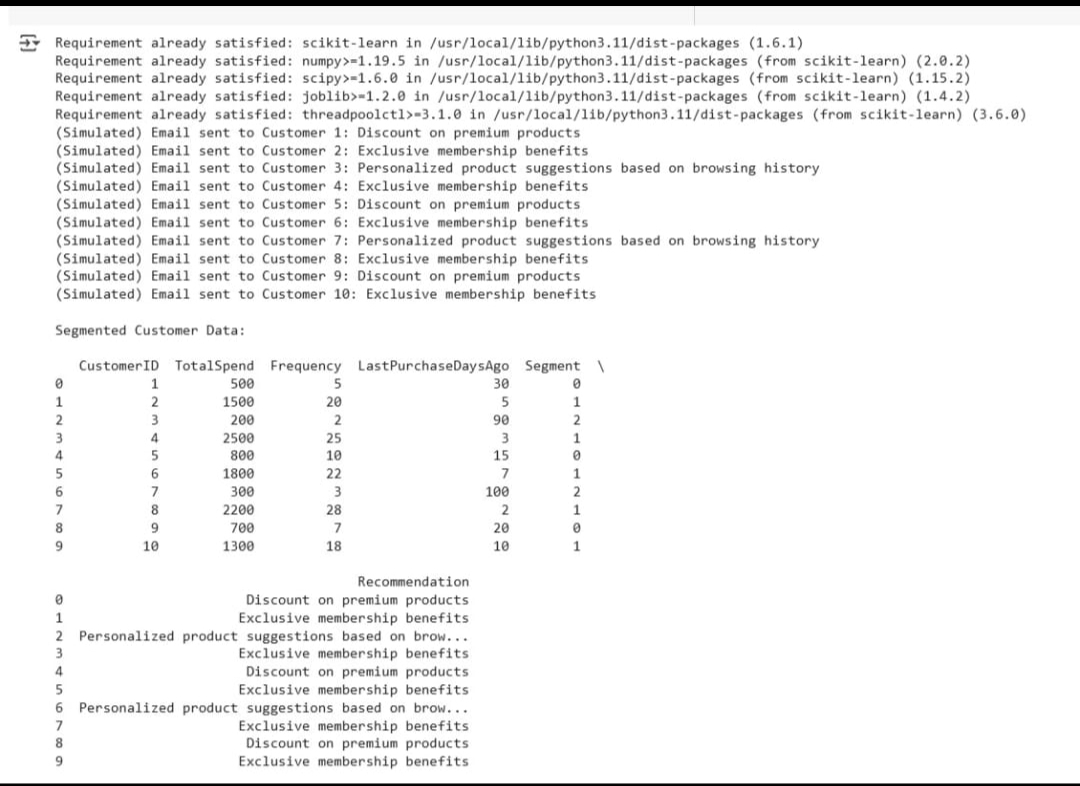 Requirement already satisfied: scikit-learn in /usr/local/lib/python3.11/dist-packages (1.6.1)
Requirement already satisfied: numpy>=1.19.5 in /usr/local/lib/python3.11/dist-packages (from scikit-learn) (2.0.2)
Requirement already satisfied: scipy>=1.6.0 in /usr/local/lib/python3.11/dist-packages (from scikit-learn) (1.15.2)
Requirement already satisfied: joblib>=1.2.0 in /usr/local/lib/python3.11/dist-packages (from scikit-learn) (1.4.2)
Requirement already satisfied: threadpoolctl>=3.1.0 in /usr/local/lib/python3.11/dist-packages (from scikit-learn) (3.6.0)
(Simulated) Email sent to Customer 1: Discount on premium products
(Simulated) Email sent to Customer 2: Exclusive membership benefits
(Simulated) Email sent to Customer 3: Personalized product suggestions based on browsing history
(Simulated) Email sent to Customer 4: Exclusive membership benefits
(Simulated) Email sent to Customer 5: Discount on premium products
(Simulated) Email sent to Customer 6: Exclusive membership benefits
(Simulated) Email sent to Customer 7: Personalized product suggestions based on browsing history
(Simulated) Email sent to Customer 8: Exclusive membership benefits
(Simulated) Email sent to Customer 9: Discount on premium products
(Simulated) Email sent to Customer 10: Exclusive membership benefits
Segmented Customer Data:
CustomerID TotalSpend Frequency LastPurchaseDaysAgo Segment \
0 1 500 5 30 0
1 2 1500 20 5 1
2 3 200 2 90 2
3 4 2500 25 3 1
4 5 800 10 15 0
5 6 1800 22 7 1
6 7 300 3 100 2
7 8 2200 28 2 1
8 9 700 7 20 0
9 10 1300 18 10 1
Recommendation
0 Discount on premium products
1 Exclusive membership benefits
2 Personalized product suggestions based on brow...
3 Exclusive membership benefits
4 Discount on premium products
5 Exclusive membership benefits
6 Personalized product suggestions based on brow...
7 Exclusive membership benefits
8 Discount on premium products
9 Exclusive membership benefits